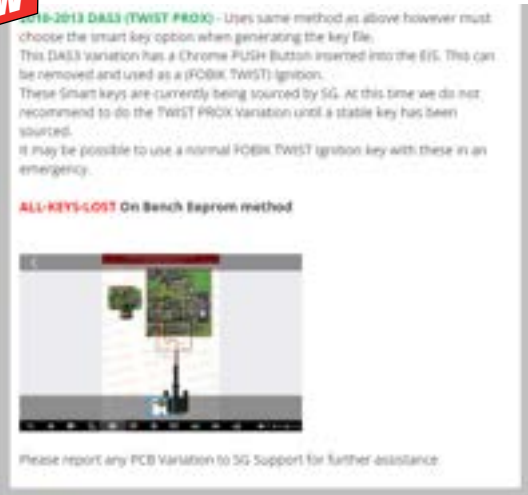 W
2010-2013 DAS3 (TWIST PROX) - Uses same method as above however must
choose the smart key option when generating the key file.
This DAS3 variation has a Chrome PUSH Button inserted into the EIS. This can
be removed and used as a (FOBIK TWIST) Ignition.
These Smart keys are currently being sourced by SG. At this time we do not
recommend to do the TWIST PROX Variation until a stable key has been
sourced.
It may be possible to use a normal FOBIK TWIST Ignition key with these in an
emergency.
ALL-KEYS-LOST On Bench Eeprom method
Please report any PCB Variation to SG Support for further assistance